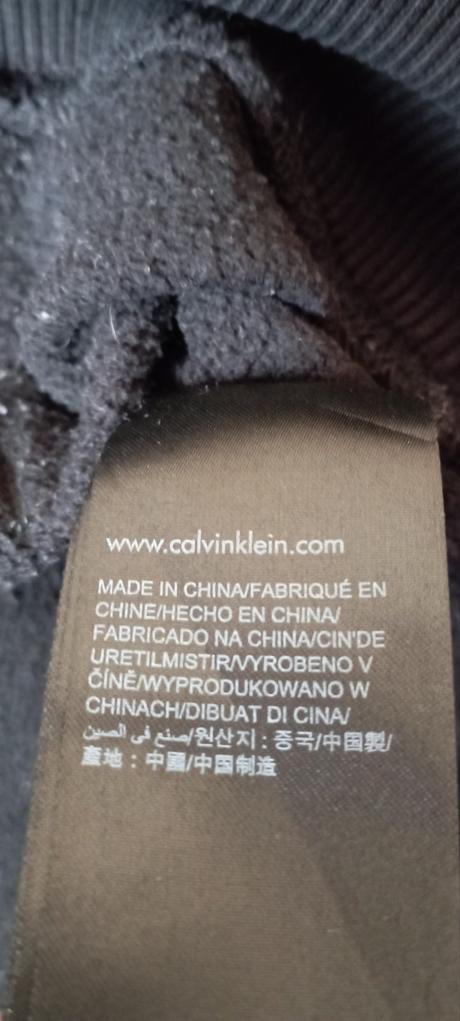 www.calvinklein.com
MADE IN CHINA/FABRIQUÉ EN
CHINE/HECHO EN CHINA/
FABRICADO NA CHINA/CIN'DE
URETILMISTIR/VYROBENO V
ČÍNĚ/WYPRODUKOWANO W
CHINACH/DIBUAT DI CINA/
صنع في الصين/원산지 : 중국/中国製/
產地 : 中國/中国制造